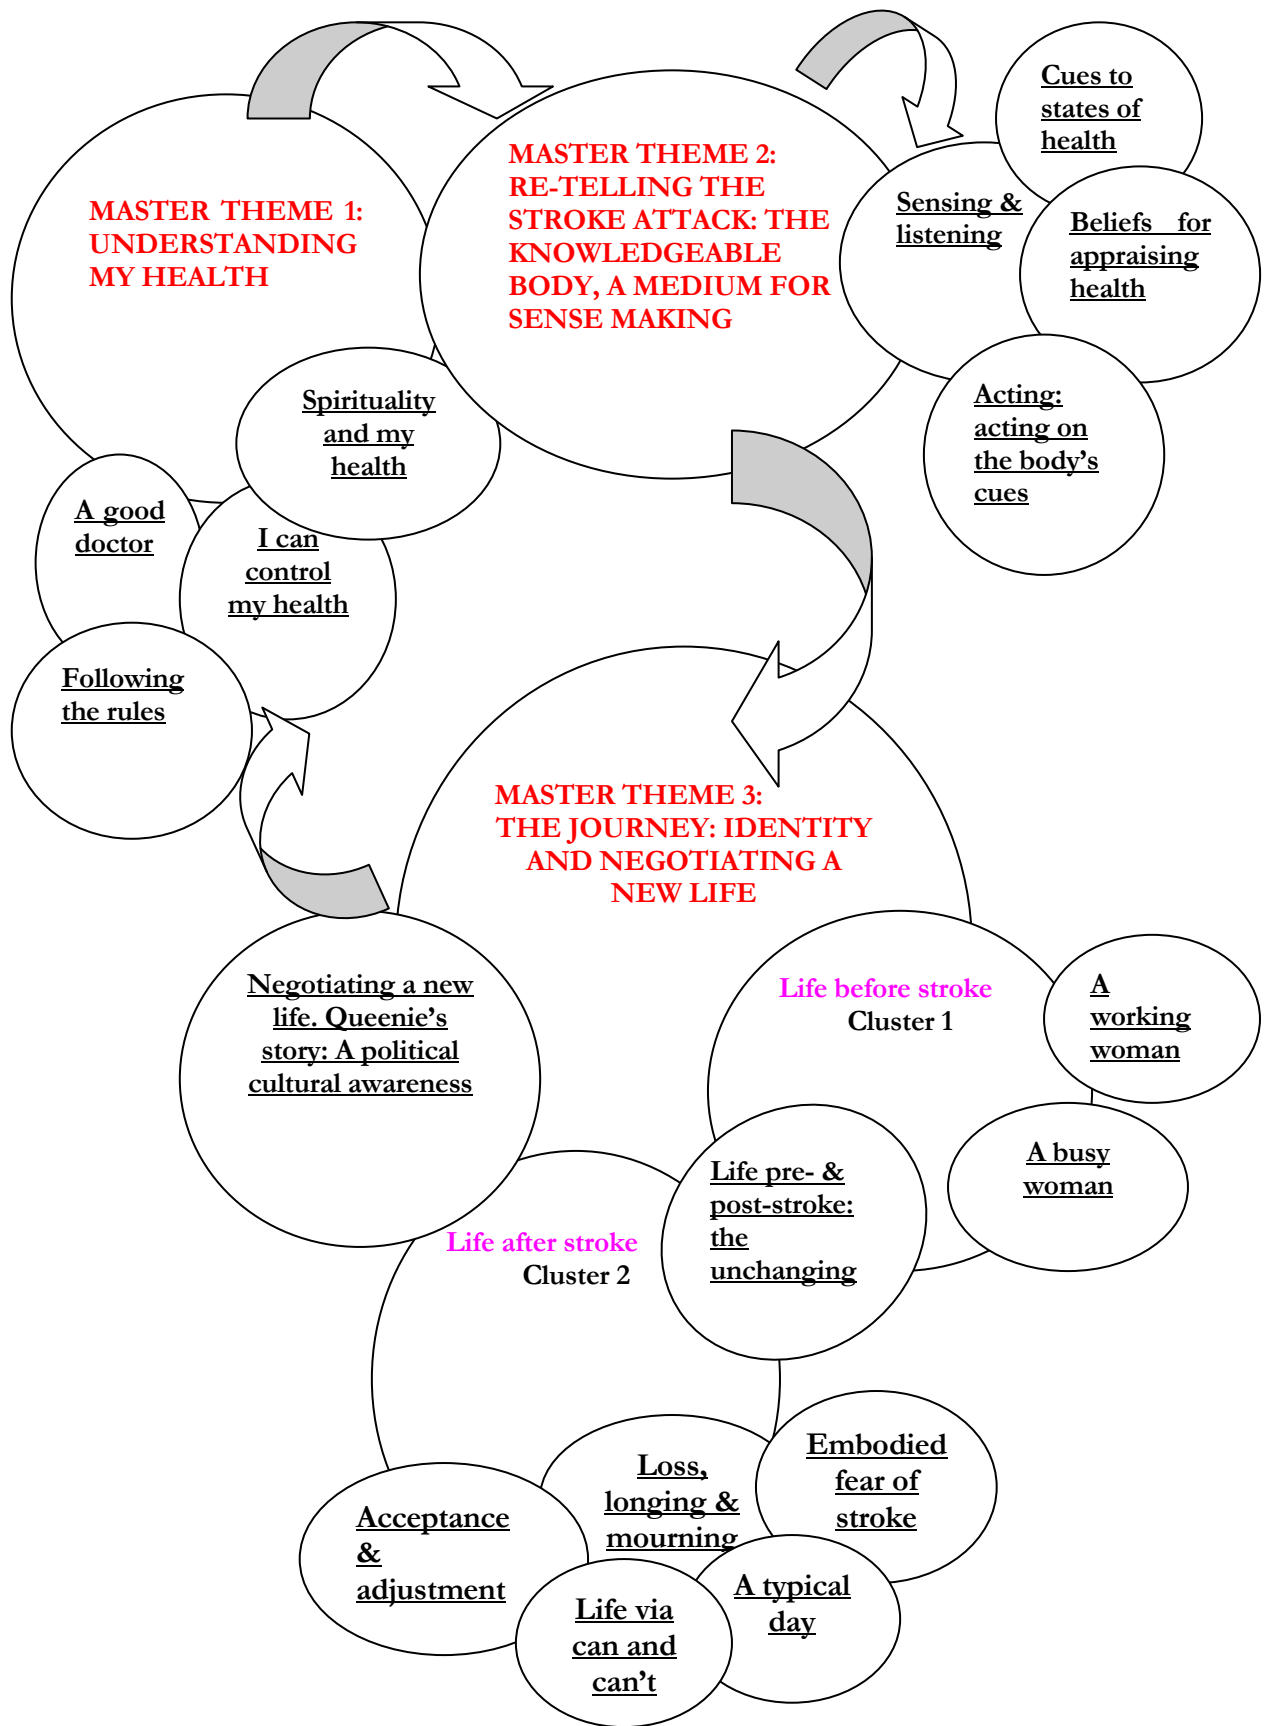 MASTER THEME 1:
UNDERSTANDING
MY HEALTH
Spirituality
and my
health
A good
doctor
I can
control
my health
Following
the rules
MASTER THEME 2:
RE-TELLING THE
STROKE ATTACK: THE
KNOWLEDGEABLE
BODY, A MEDIUM FOR
SENSE MAKING
Cues to
states of
health
Sensing &
listening
Beliefs for
appraising
health
Acting:
acting on
the body’s
cues
MASTER THEME 3:
THE JOURNEY: IDENTITY
AND NEGOTIATING A
NEW LIFE
Negotiating a new
life. Queenie’s
story: A political
cultural awareness
Life before stroke
Cluster 1
A
working
woman
A busy
woman
Life pre- &
post-stroke:
the
unchanging
Life after stroke
Cluster 2
Loss,
longing &
mourning
Embodied
fear of
stroke
Acceptance
&
adjustment
A typical
day
Life via
can and
can’t